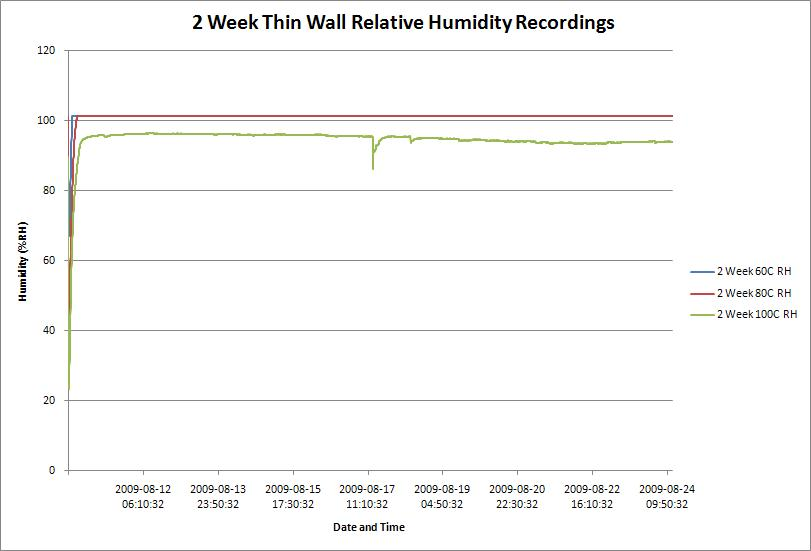 2 Week Thin Wall Relative Humidity Recordings
120
100
80
60
40
20
0
Humidity (%RH)
2009-08-12 06:10:32
2009-08-13 23:50:32
2009-08-15 17:30:32
2009-08-17 11:10:32
2009-08-19 04:50:32
2009-08-20 22:30:32
2009-08-22 16:10:32
2009-08-24 09:50:32
Date and Time
2 Week 60C RH
2 Week 80C RH
2 Week 100C RH